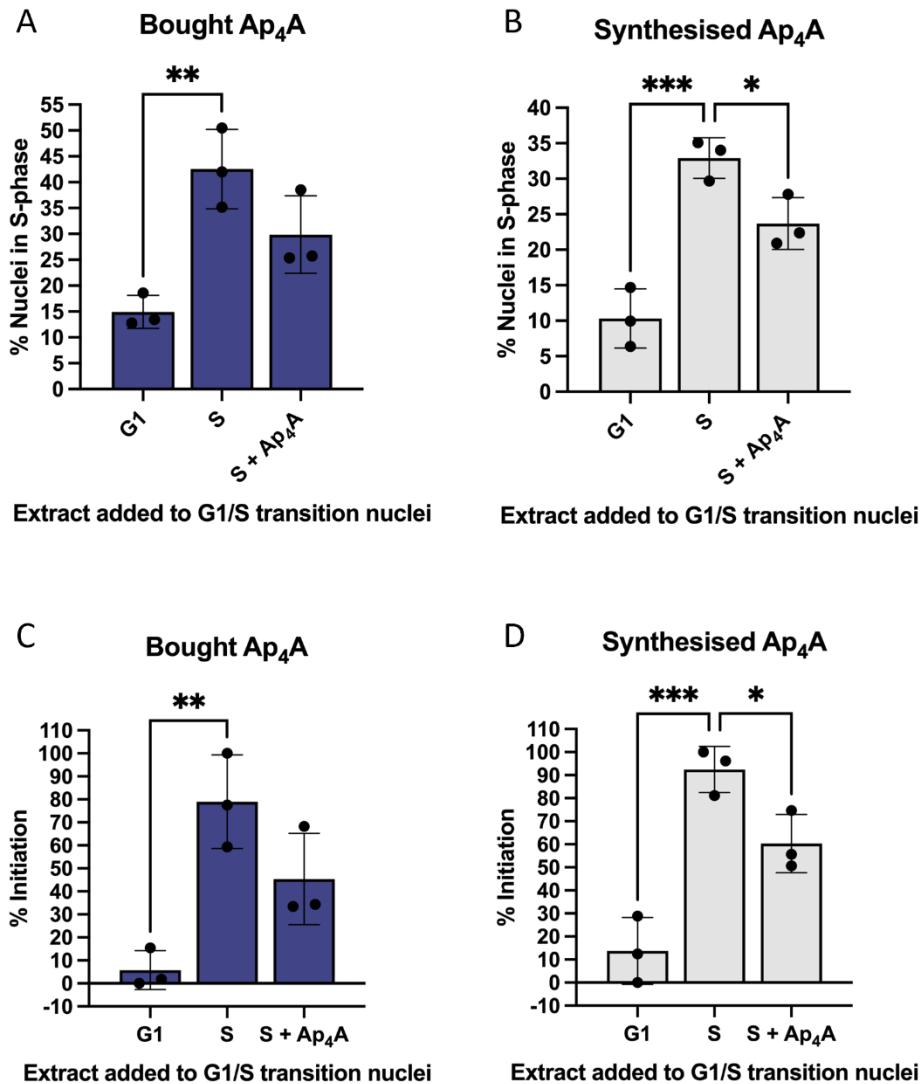 A
Bought Ap₄A
**
% Nuclei in S-phase
55
50
45
40
35
30
25
20
15
10
5
0
G1
S
S + Ap₄A
Extract added to G1/S transition nuclei
B
Synthesised Ap₄A
***
*
% Nuclei in S-phase
40
35
30
25
20
15
10
5
0
G1
S
S + Ap₄A
Extract added to G1/S transition nuclei
C
Bought Ap₄A
**
% Initiation
110
100
90
80
70
60
50
40
30
20
10
0
-10
G1
S
S + Ap₄A
Extract added to G1/S transition nuclei
D
Synthesised Ap₄A
***
*
% Initiation
110
100
90
80
70
60
50
40
30
20
10
0
-10
G1
S
S + Ap₄A
Extract added to G1/S transition nuclei